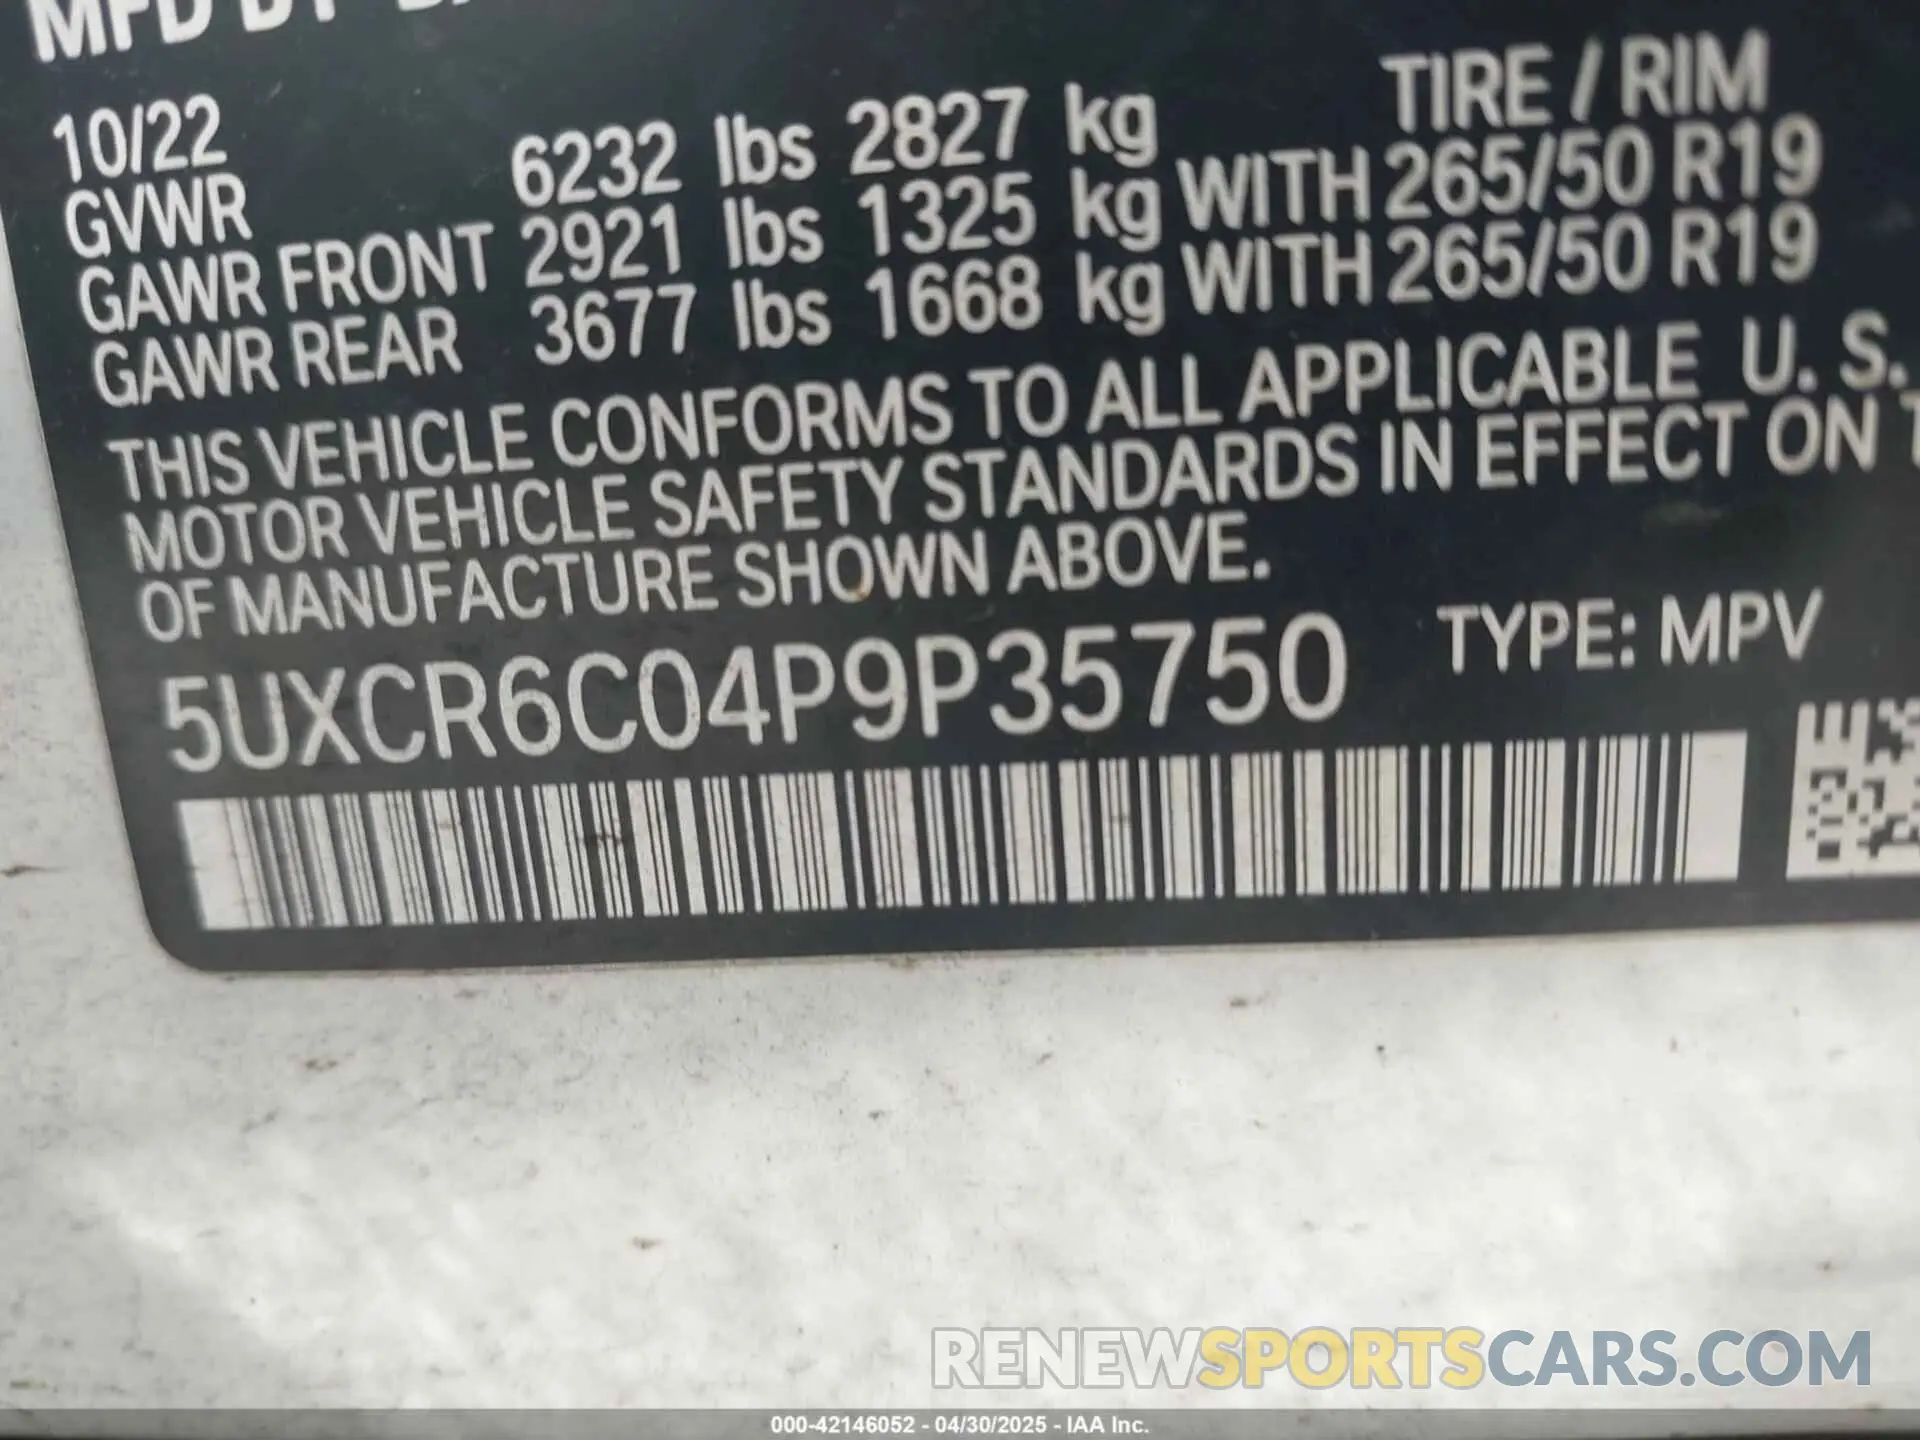 MFD BY
10/22
GVWR 6232 lbs 2827 kg TIRE / RIM
GAWR FRONT 2921 lbs 1325 kg WITH 265/50 R19
GAWR REAR 3677 lbs 1668 kg WITH 265/50 R19
THIS VEHICLE CONFORMS TO ALL APPLICABLE U. S.
MOTOR VEHICLE SAFETY STANDARDS IN EFFECT ON
OF MANUFACTURE SHOWN ABOVE.
5UXCR6C04P9P35750 TYPE: MPV
RENEWSPORTSCARS.COM
000-42146052 - 04/30/2025 - IAA Inc.